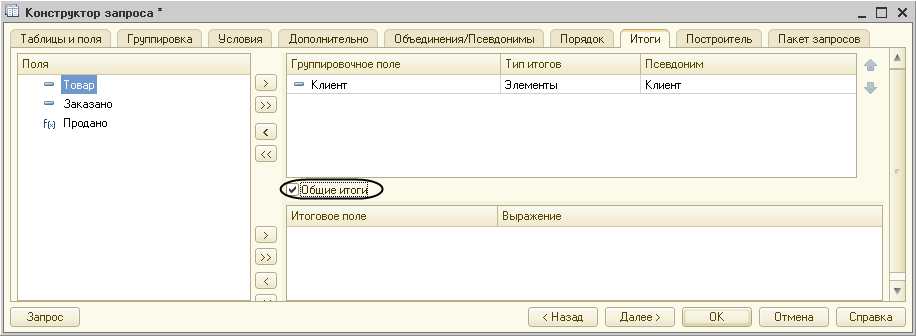 Конструктор запроса *
Таблицы и поля Группировка Условия Дополнительно Объединения/Псевдонимы Порядок Итоги Построитель Пакет запросов
Поля
Товар
Заказано
f(x) Продано
> 
>>
<
<<
Группировочное поле Тип итогов Псевдоним
Клиент Элементы Клиент
Общие итоги
Итоговое поле Выражение
>
>>
<
<<
Запрос < Назад Далее > OK Отмена Справка